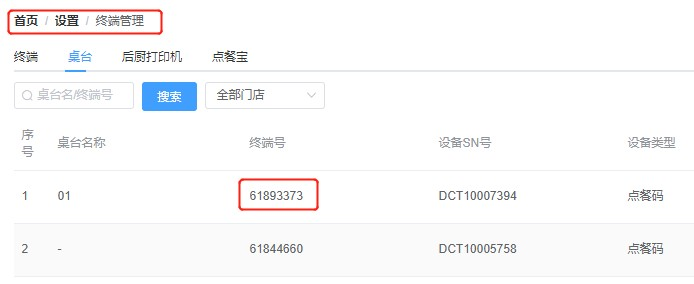 首页 / 设置 / 终端管理
终端 桌台 后厨打印机 点餐宝
桌台名/终端号 搜索 全部门店
序号 桌台名称 终端号 设备SN号 设备类型
1 01 61893373 DCT10007394 点餐码
2 - 61844660 DCT10005758 点餐码